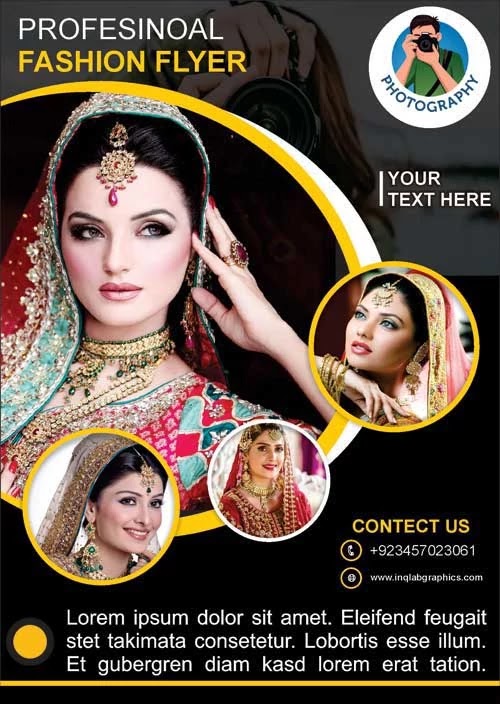 PROFESINOAL
FASHION FLYER
PHOTOGRAPHY
YOUR
TEXT HERE
CONTECT US
+923457023061
www.inqlabgraphics.com
Lorem ipsum dolor sit amet. Eleifend feugait
stet takimata consetetur. Lobortis esse illum.
Et gubergren diam kasd lorem erat tation.